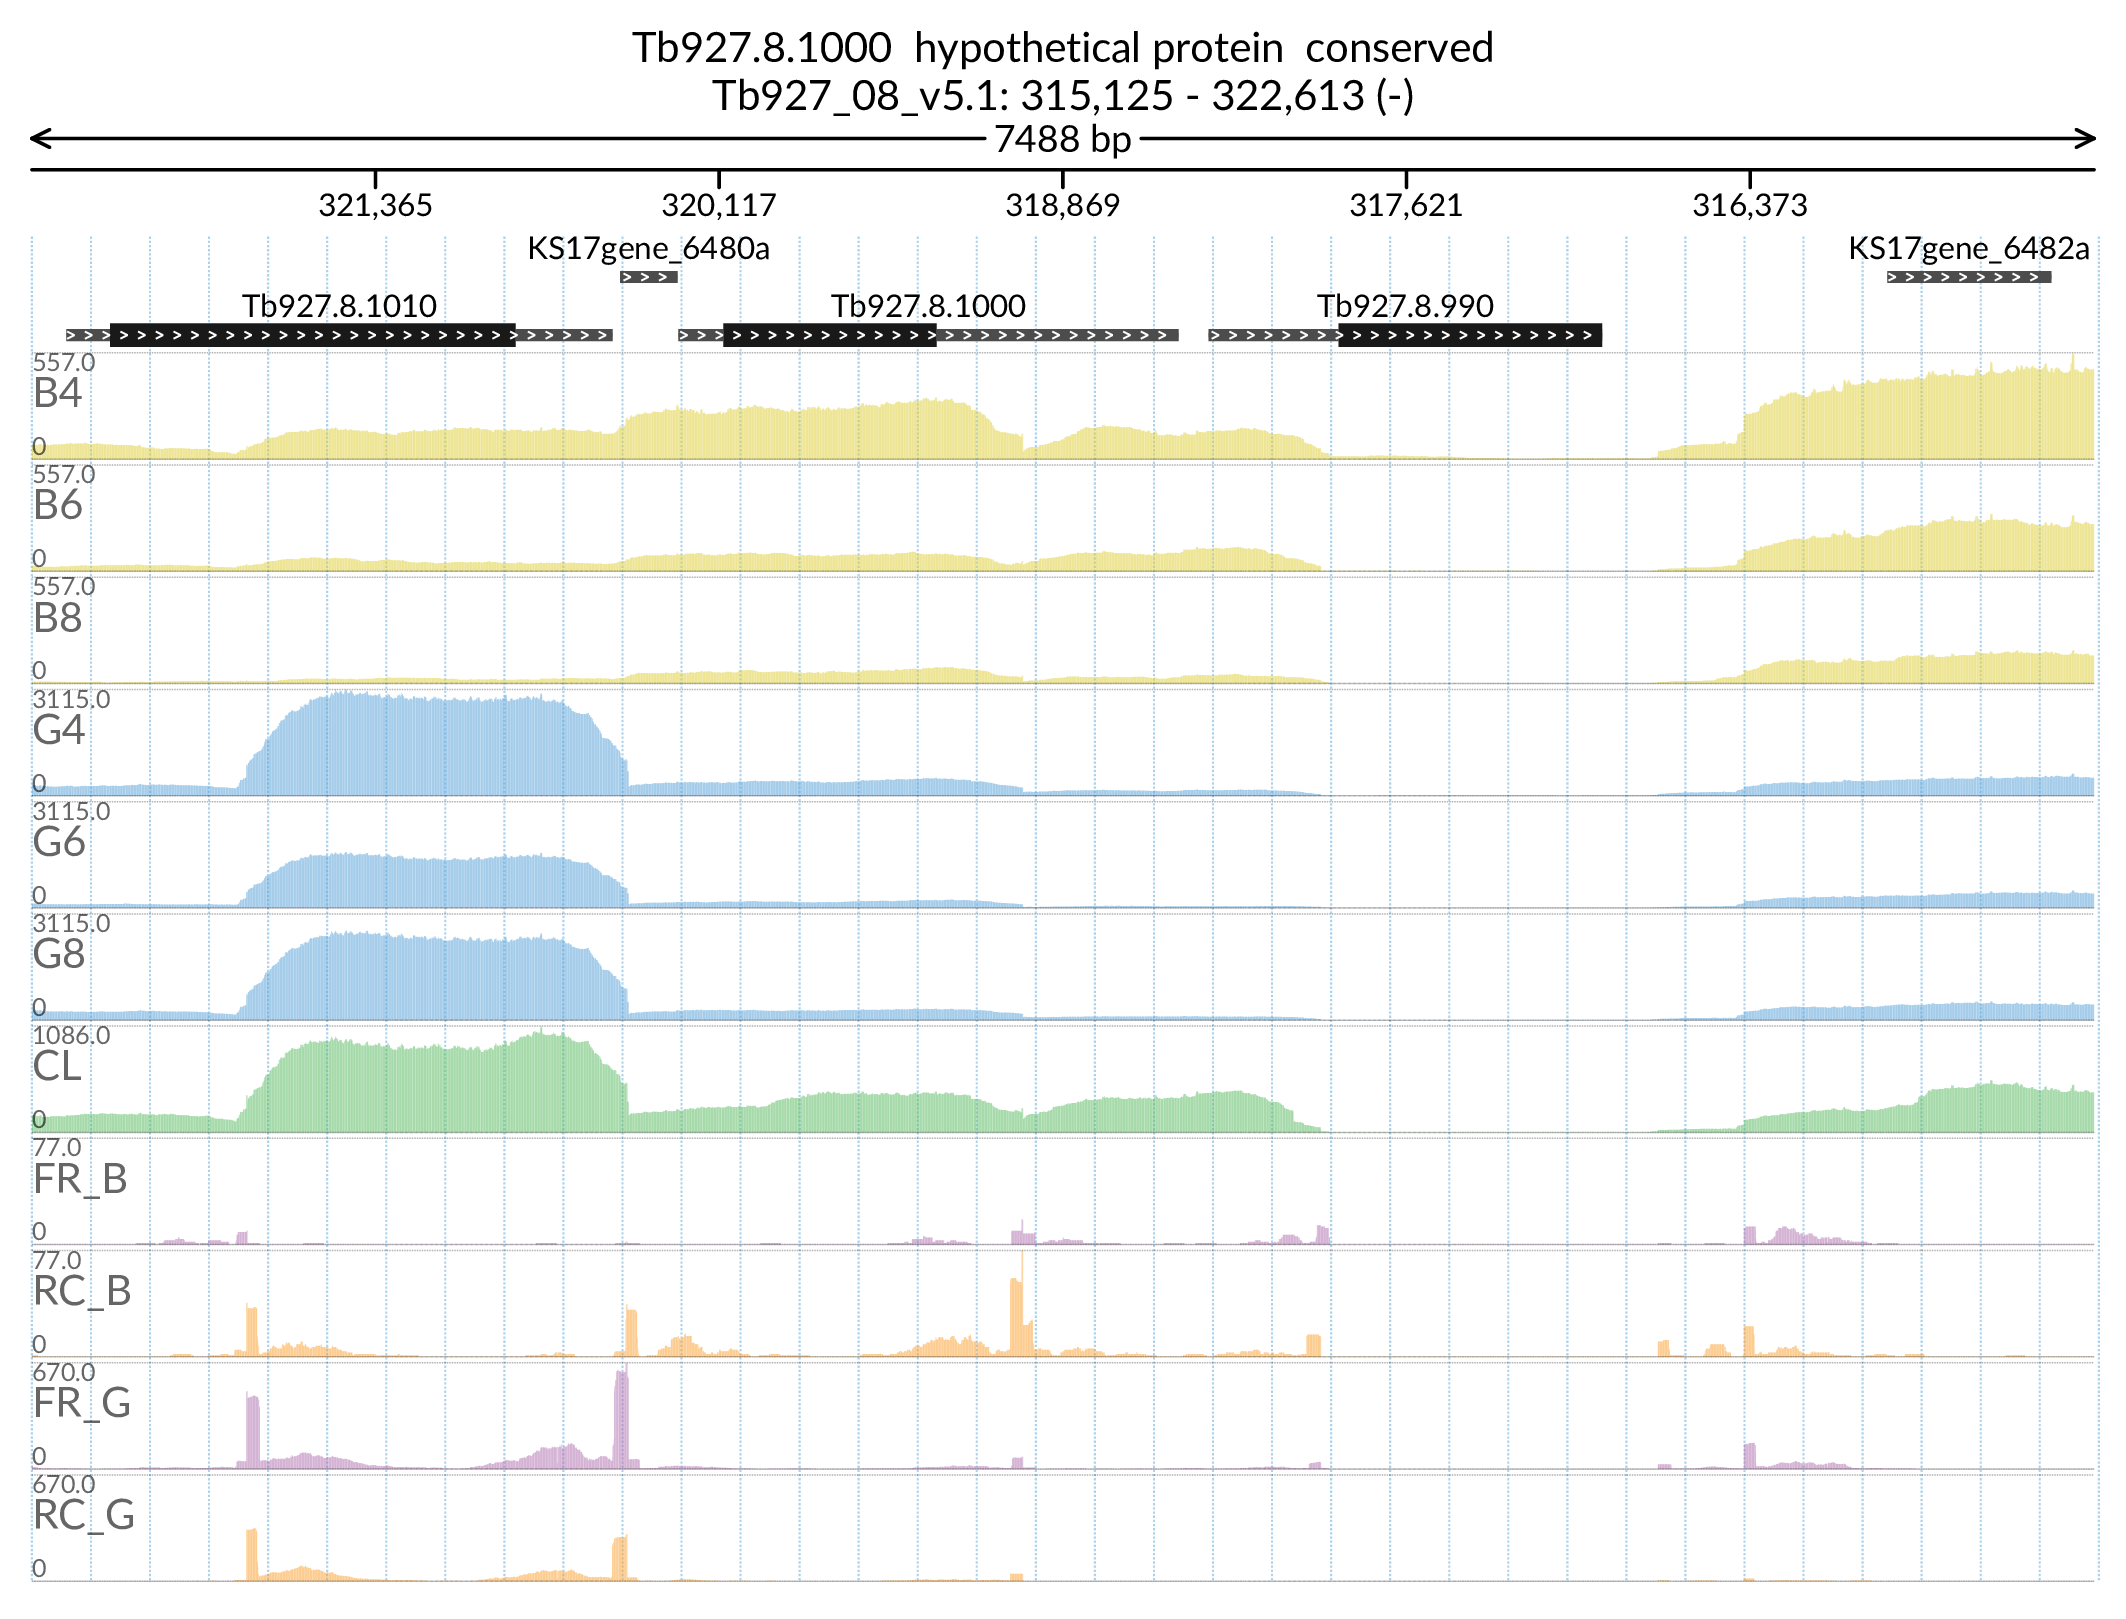 Tb927.8.1000  hypothetical protein  conserved
Tb927_08_v5.1: 315,125 - 322,613 (-)
7488 bp
321,365 320,117 318,869 317,621 316,373
KS17gene_6480a KS17gene_6482a
Tb927.8.1010 Tb927.8.1000 Tb927.8.990
557.0
B4
0
557.0
B6
0
557.0
B8
0
3115.0
G4
0
3115.0
G6
0
3115.0
G8
0
1086.0
CL
0
77.0
FR_B
0
77.0
RC_B
0
670.0
FR_G
0
670.0
RC_G
0